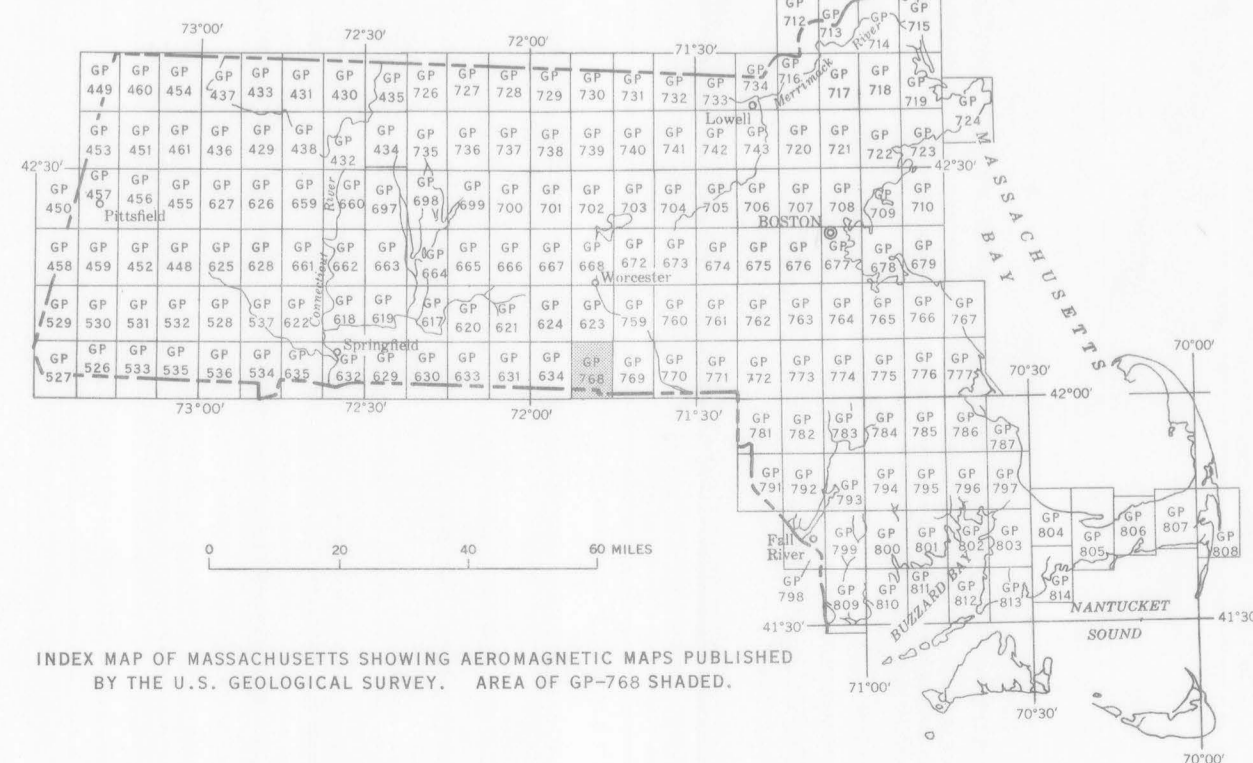 GP 712 GP 713 GP 714 GP 715
River
73°00' 72°30' 72°00' 71°30'
GP 449 GP 460 GP 454 GP 437 GP 433 GP 431 GP 430 GP 435 GP 726 GP 727 GP 728 GP 729 GP 730 GP 731 GP 732 GP 733 GP 734 GP 716 GP 717 GP 718 GP 719 GP 724
Merrimack
Lowell
GP 453 GP 451 GP 461 GP 436 GP 429 GP 438 GP 432 GP 434 GP 735 GP 736 GP 737 GP 738 GP 739 GP 740 GP 741 GP 742 GP 743 GP 720 GP 721 GP 722 GP 723
42°30' 42°30'
GP 450 GP 457 GP 456 GP 455 GP 627 GP 626 GP 659 GP 660 GP 697 GP 698 GP 699 GP 700 GP 701 GP 702 GP 703 GP 704 GP 705 GP 706 GP 707 GP 708 GP 709 GP 710
Pittsfield
River
BOSTON
MASSACHUSETTS
BAY
GP 458 GP 459 GP 452 GP 448 GP 625 GP 628 GP 661 GP 662 GP 663 GP 664 GP 665 GP 666 GP 667 GP 668 GP 672 GP 673 GP 674 GP 675 GP 676 GP 677 GP 678 GP 679
Worcester
Connecticut
GP 529 GP 530 GP 531 GP 532 GP 528 GP 537 GP 622 GP 618 GP 619 GP 617 GP 620 GP 621 GP 624 GP 623 GP 759 GP 760 GP 761 GP 762 GP 763 GP 764 GP 765 GP 766 GP 767
Springfield
GP 527 GP 526 GP 533 GP 535 GP 536 GP 534 GP 635 GP 632 GP 629 GP 630 GP 633 GP 631 GP 634 GP 768 GP 769 GP 770 GP 771 GP 772 GP 773 GP 774 GP 775 GP 776 GP 777
70°30' 70°00'
73°00' 72°30' 72°00' 71°30' 42°00'
GP 781 GP 782 GP 783 GP 784 GP 785 GP 786 GP 787
GP 791 GP 792 GP 793 GP 794 GP 795 GP 796 GP 797
Fall
River
GP 799 GP 800 GP 801 GP 802 GP 803 GP 804 GP 805 GP 806 GP 807 GP 808
GP 798 GP 809 GP 810 GP 811 GP 812 GP 813 GP 814
BUZZARD BAY
NANTUCKET
SOUND
41°30' 41°30'
0 20 40 60 MILES
INDEX MAP OF MASSACHUSETTS SHOWING AEROMAGNETIC MAPS PUBLISHED
BY THE U.S. GEOLOGICAL SURVEY. AREA OF GP-768 SHADED.
71°00' 70°30' 70°00'